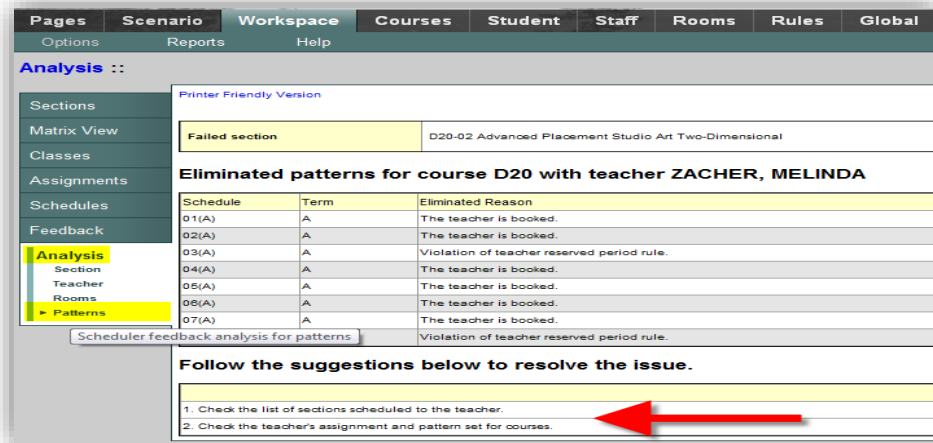 Pages Scenario Workspace Courses Student Staff Rooms Rules Global
Options Reports Help
Analysis ::
Sections
Matrix View
Classes
Assignments
Schedules
Feedback
Analysis
Section
Teacher
Rooms
► Patterns
Scheduler feedback analysis for patterns
Printer Friendly Version
Failed section D20-02 Advanced Placement Studio Art Two-Dimensional
Eliminated patterns for course D20 with teacher ZACHER, MELINDA
Schedule Term Eliminated Reason
01(A) A The teacher is booked.
02(A) A The teacher is booked.
03(A) A Violation of teacher reserved period rule.
04(A) A The teacher is booked.
05(A) A The teacher is booked.
06(A) A The teacher is booked.
07(A) A The teacher is booked.
Violation of teacher reserved period rule.
Follow the suggestions below to resolve the issue.
1. Check the list of sections scheduled to the teacher.
2. Check the teacher's assignment and pattern set for courses.